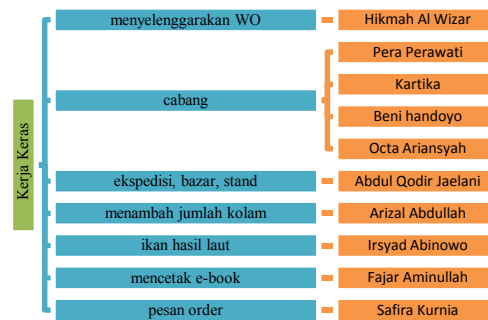 Kerja Keras
menyelenggarakan WO
Hikmah Al Wizar
cabang
Pera Perawati
Kartika
Beni handoyo
Octa Ariansyah
ekspedisi, bazar, stand
Abdul Qodir Jaelani
menambah jumlah kolam
Arizal Abdullah
ikan hasil laut
Irsyad Abinowo
mencetak e-book
Fajar Aminullah
pesan order
Safira Kurnia